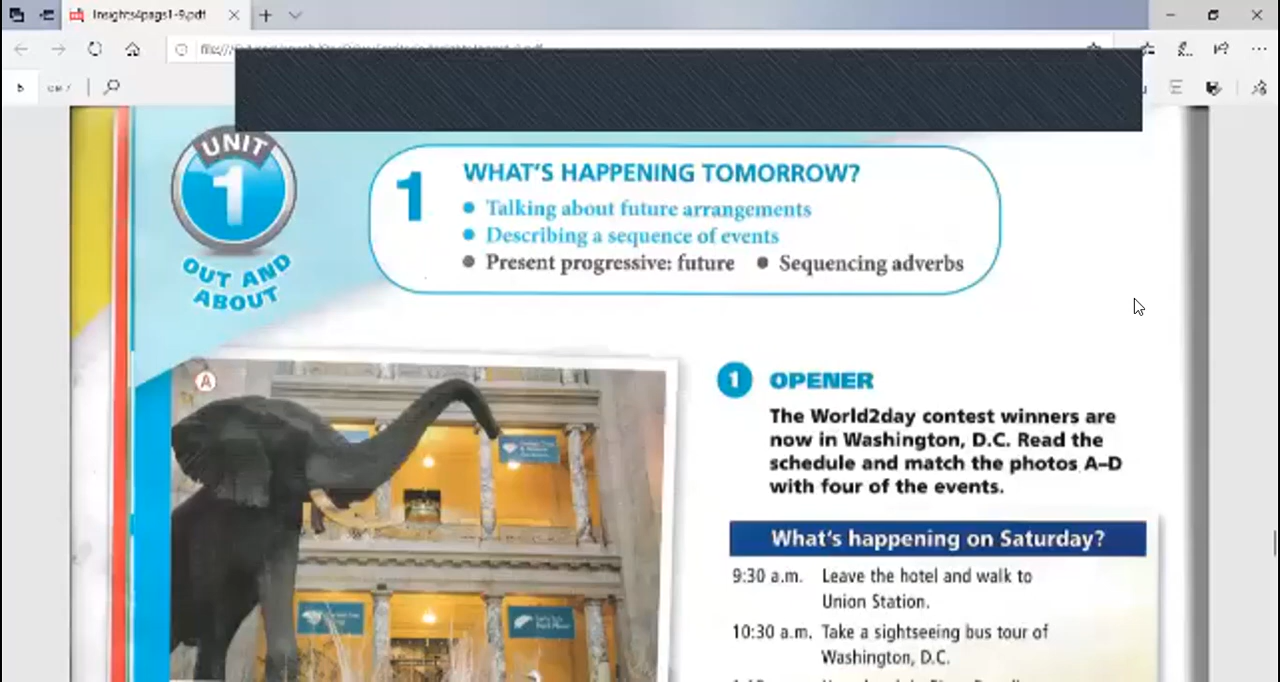 Insights4pags1-9.pdf
UNIT
1
OUT AND
ABOUT
1
WHAT'S HAPPENING TOMORROW?
• Talking about future arrangements
• Describing a sequence of events
• Present progressive: future • Sequencing adverbs
A
1 OPENER
The World2day contest winners are
now in Washington, D.C. Read the
schedule and match the photos A–D
with four of the events.
What's happening on Saturday?
9:30 a.m. Leave the hotel and walk to
Union Station.
10:30 a.m. Take a sightseeing bus tour of
Washington, D.C.